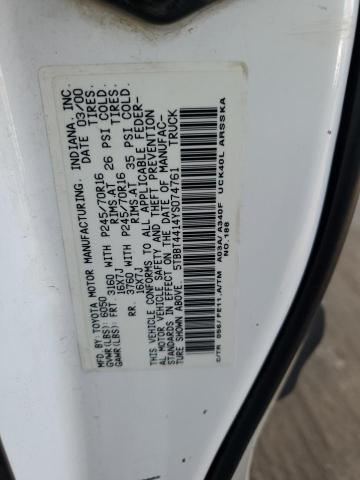 MFD. BY:TOYOTA MOTOR MANUFACTURING, INDIANA, INC.
DATE 03/00
GVWR(LBS): 6050
GAWR(LBS) FRT. 3160 WITH P245/70R16 TIRES.
16X7J RIMS.AT 26 PSI COLD.
RR. 3760 WITH P245/70R16 TIRES.
16X7J RIMS.AT 35 PSI COLD.
THIS VEHICLE CONFORMS TO ALL APPLICABLE FEDER-
AL MOTOR VEHICLE SAFETY AND THEFT PREVENTION
STANDARDS IN EFFECT ON THE DATE OF MANUFAC-
TURE SHOWN ABOVE.
5TBBT4414YS074761 TRUCK
C/TR 056/FE11 A/TM A03A/A340F UCK40L ARSSKA
NO.188